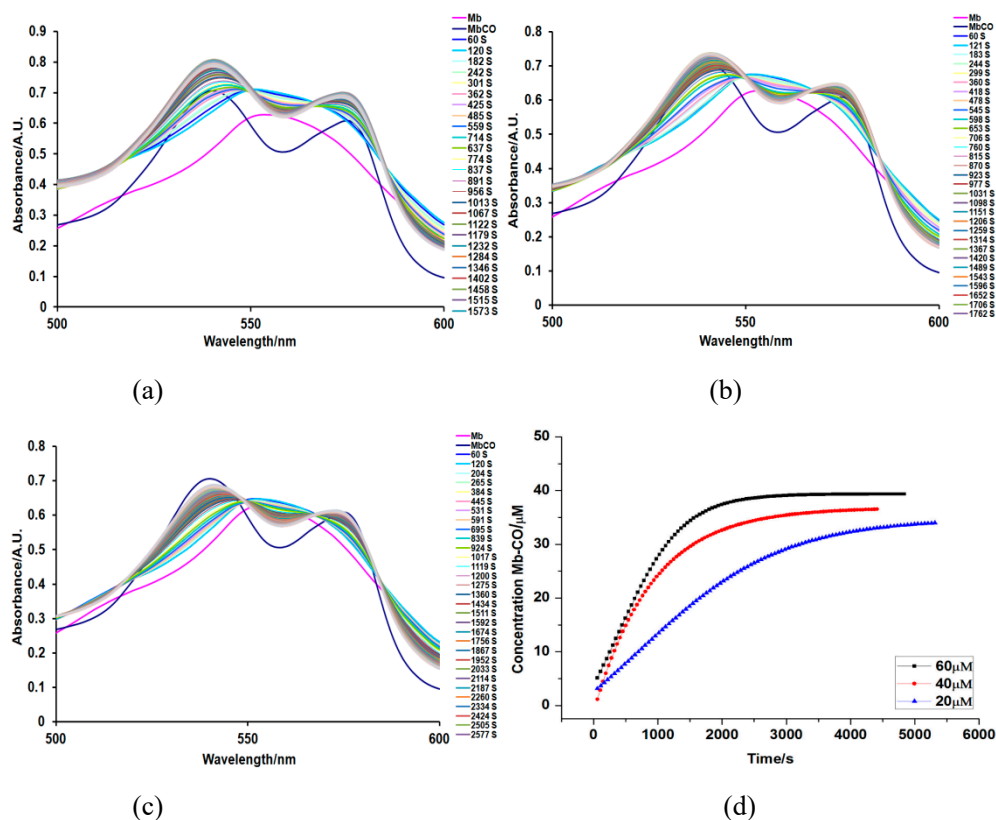 Absorbance/A.U.
0.9
0.8
0.7
0.6
0.5
0.4
0.3
0.2
0.1
0
500
550
600
Wavelength/nm
Mb
MbCO
60 S
120 S
182 S
242 S
301 S
362 S
425 S
485 S
559 S
714 S
637 S
774 S
837 S
891 S
956 S
1013 S
1067 S
1122 S
1179 S
1232 S
1284 S
1346 S
1402 S
1458 S
1515 S
1573 S
(a)
Absorbance/A.U.
0.8
0.7
0.6
0.5
0.4
0.3
0.2
0.1
0
500
550
600
Wavelength/nm
Mb
MbCO
60 S
121 S
183 S
244 S
299 S
360 S
418 S
478 S
545 S
598 S
653 S
706 S
760 S
815 S
870 S
923 S
977 S
1031 S
1098 S
1151 S
1206 S
1259 S
1314 S
1367 S
1420 S
1489 S
1543 S
1596 S
1652 S
1706 S
1762 S
(b)
Absorbance/A.U.
0.8
0.7
0.6
0.5
0.4
0.3
0.2
0.1
0
500
550
600
Wavelength/nm
Mb
MbCO
60 S
120 S
204 S
265 S
384 S
445 S
531 S
591 S
695 S
839 S
924 S
1017 S
1119 S
1200 S
1275 S
1360 S
1434 S
1511 S
1592 S
1674 S
1756 S
1867 S
1952 S
2033 S
2114 S
2187 S
2260 S
2334 S
2424 S
2505 S
2577 S
(c)
Concentration Mb-CO/μM
50
40
30
20
10
0
0
1000
2000
3000
4000
5000
6000
Time/s
60μM
40μM
20μM
(d)